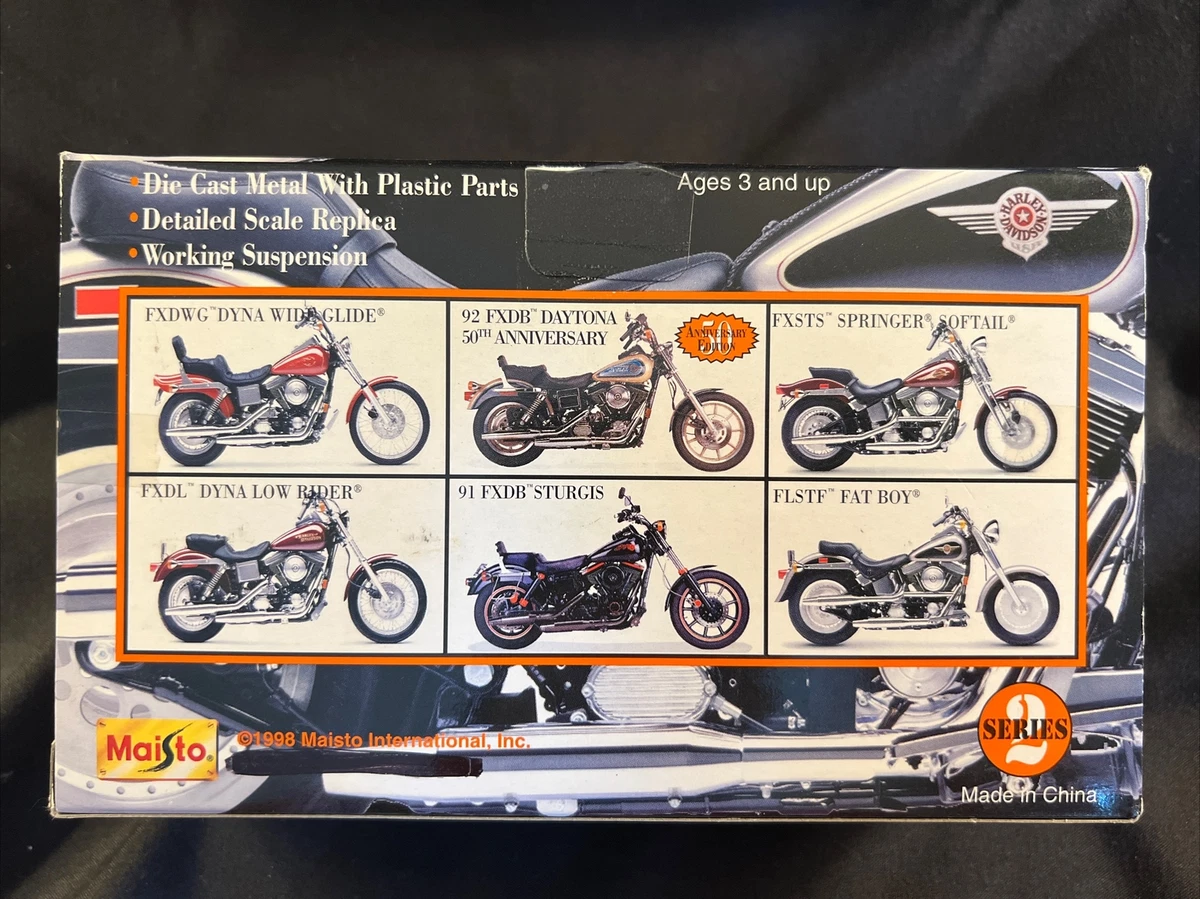 • Die Cast Metal With Plastic Parts
• Detailed Scale Replica
• Working Suspension
Ages 3 and up
HARLEY-
DAVIDSON
U.S.A.
FXDWG™ DYNA WIDE GLIDE®
92 FXDB™ DAYTONA
50TH ANNIVERSARY
50
ANNIVERSARY
EDITION
FXSTS™ SPRINGER® SOFTAIL®
FXDL™ DYNA LOW RIDER®
91 FXDB™ STURGIS
FLSTF™ FAT BOY®
Maisto®
©1998 Maisto International, Inc.
SERIES
2
Made in China